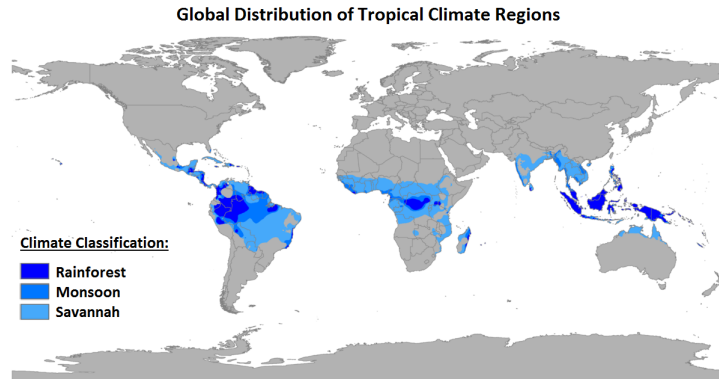 Global Distribution of Tropical Climate Regions
Climate Classification:
Rainforest
Monsoon
Savannah